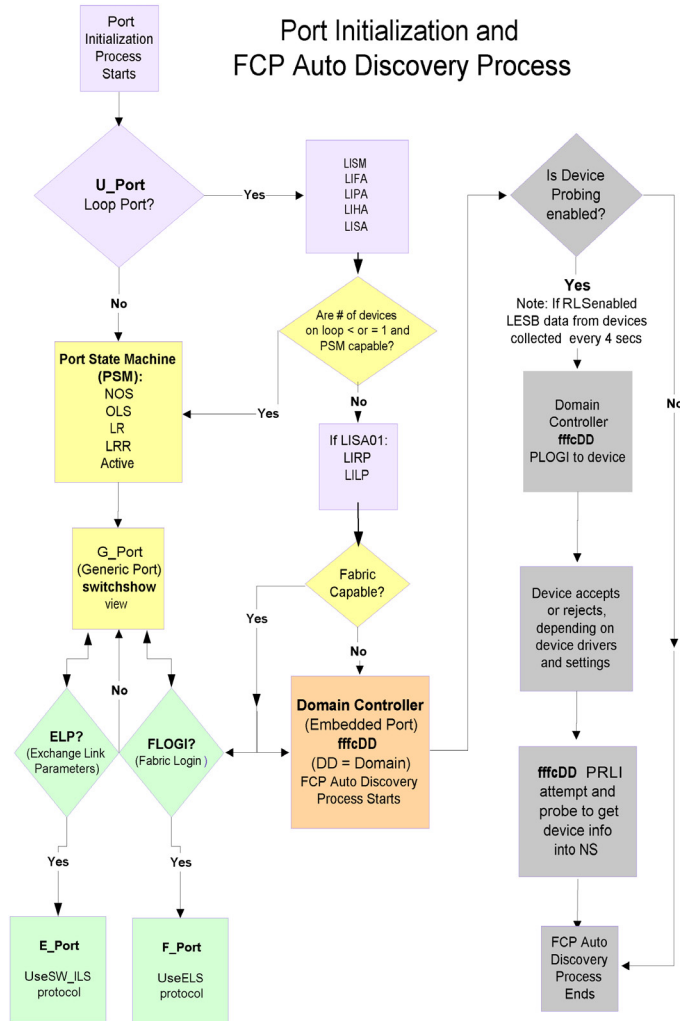 Port Initialization and
FCP Auto Discovery Process
Port
Initialization
Process
Starts
U_Port
Loop Port?
Yes
No
LISM
LIFA
LIPA
LIHA
LISA
Are # of devices
on loop < or = 1 and
PSM capable?
Yes
No
Port State Machine
(PSM):
NOS
OLS
LR
LRR
Active
If LISA01:
LIRP
LILP
G_Port
(Generic Port)
switchshow
view
Fabric
Capable?
Yes
No
No
ELP?
(Exchange Link
Parameters)
FLOGI?
(Fabric Login )
Domain Controller
(Embedded Port)
fffcDD
(DD = Domain)
FCP Auto Discovery
Process Starts
Yes
Yes
E_Port
UseSW_ILS
protocol
F_Port
UseELS
protocol
Is Device
Probing
enabled?
Yes
Note: If RLSenabled
LESB data from devices
collected every 4 secs
No
Domain
Controller
fffcDD
PLOGI to device
Device accepts
or rejects,
depending on
device drivers
and settings
fffcDD PRLI
attempt and
probe to get
device info
into NS
FCP Auto
Discovery
Process
Ends